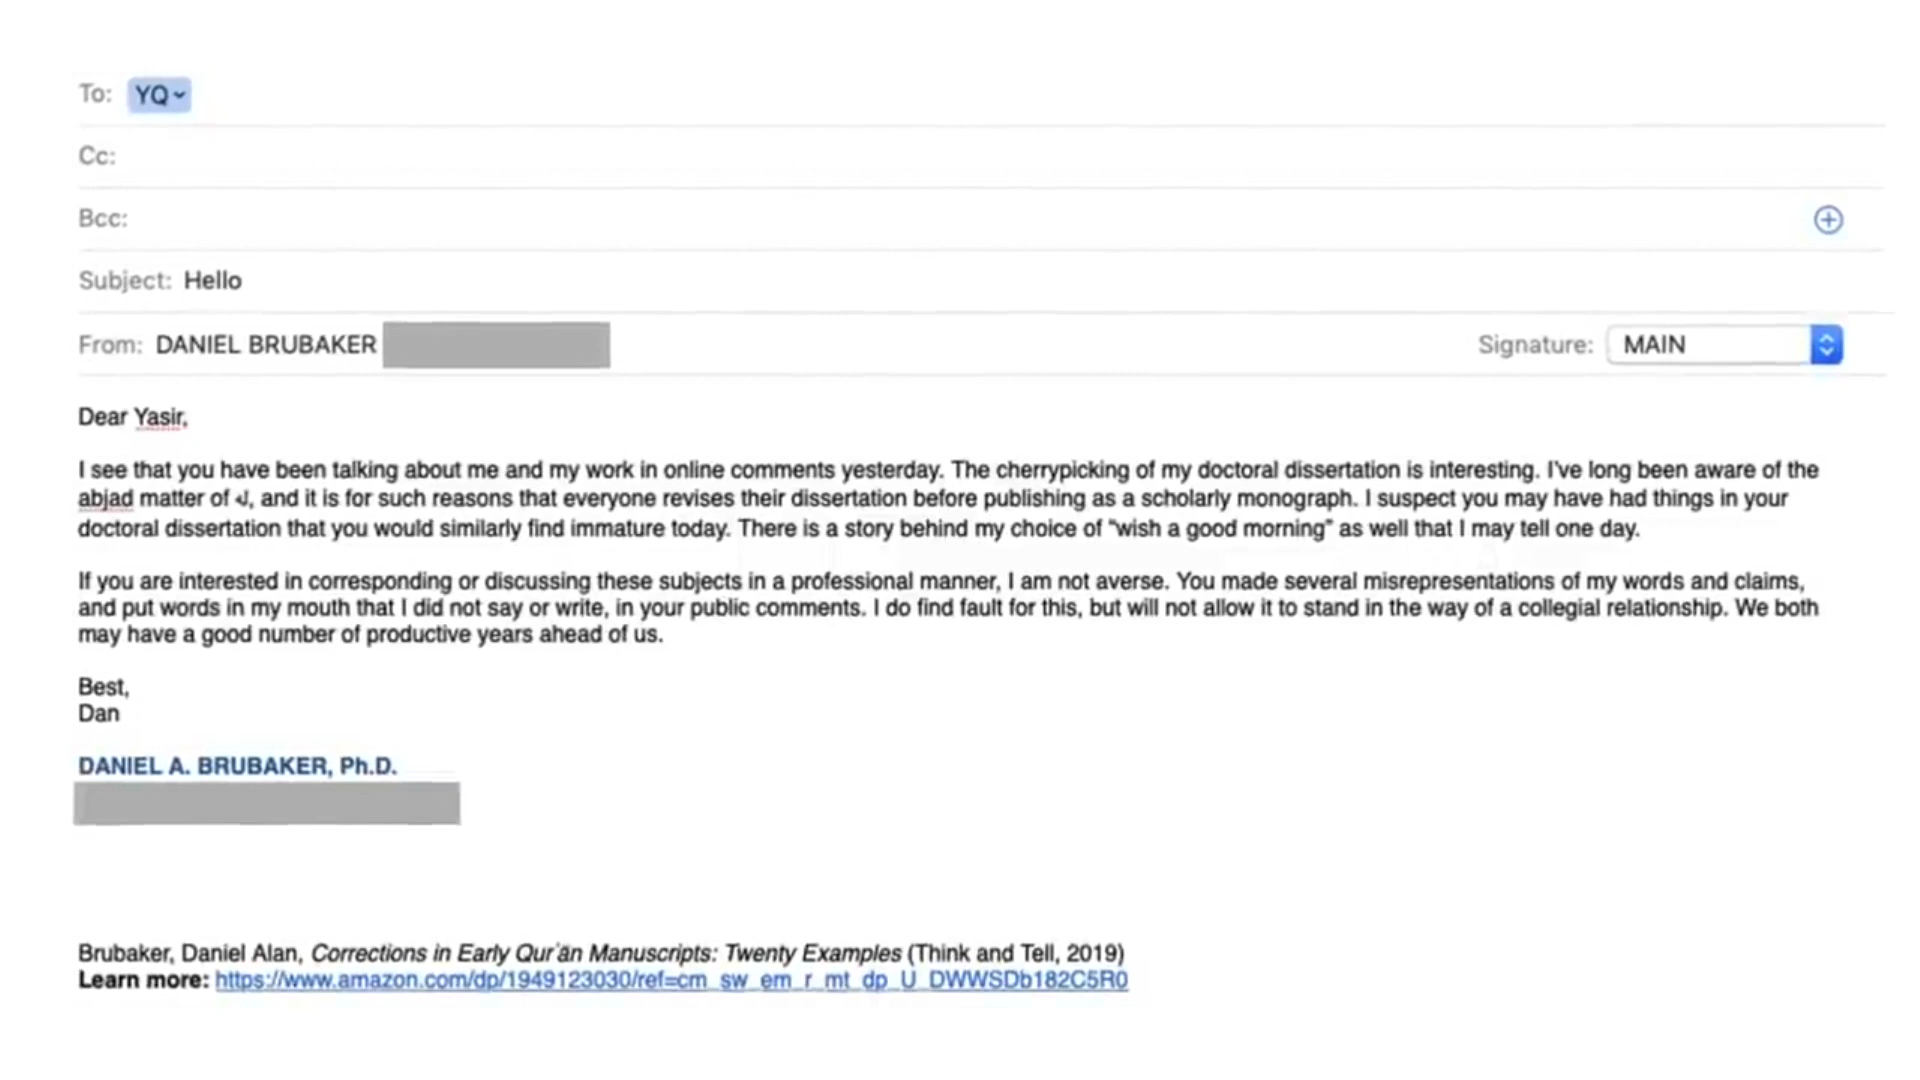 To: YQ
Cc:
Bcc:
Subject: Hello
From: DANIEL BRUBAKER
Signature: MAIN
Dear Yasir,
I see that you have been talking about me and my work in online comments yesterday. The cherrypicking of my doctoral dissertation is interesting. I've long been aware of the
abjad matter of لـ, and it is for such reasons that everyone revises their dissertation before publishing as a scholarly monograph. I suspect you may have had things in your
doctoral dissertation that you would similarly find immature today. There is a story behind my choice of "wish a good morning" as well that I may tell one day.
If you are interested in corresponding or discussing these subjects in a professional manner, I am not averse. You made several misrepresentations of my words and claims,
and put words in my mouth that I did not say or write, in your public comments. I do find fault for this, but will not allow it to stand in the way of a collegial relationship. We both
may have a good number of productive years ahead of us.
Best,
Dan
DANIEL A. BRUBAKER, Ph.D.
Brubaker, Daniel Alan, Corrections in Early Qurʾān Manuscripts: Twenty Examples (Think and Tell, 2019)
Learn more: https://www.amazon.com/dp/1949123030/ref=cm_sw_em_r_mt_dp_U_DWWSDb182C5R0